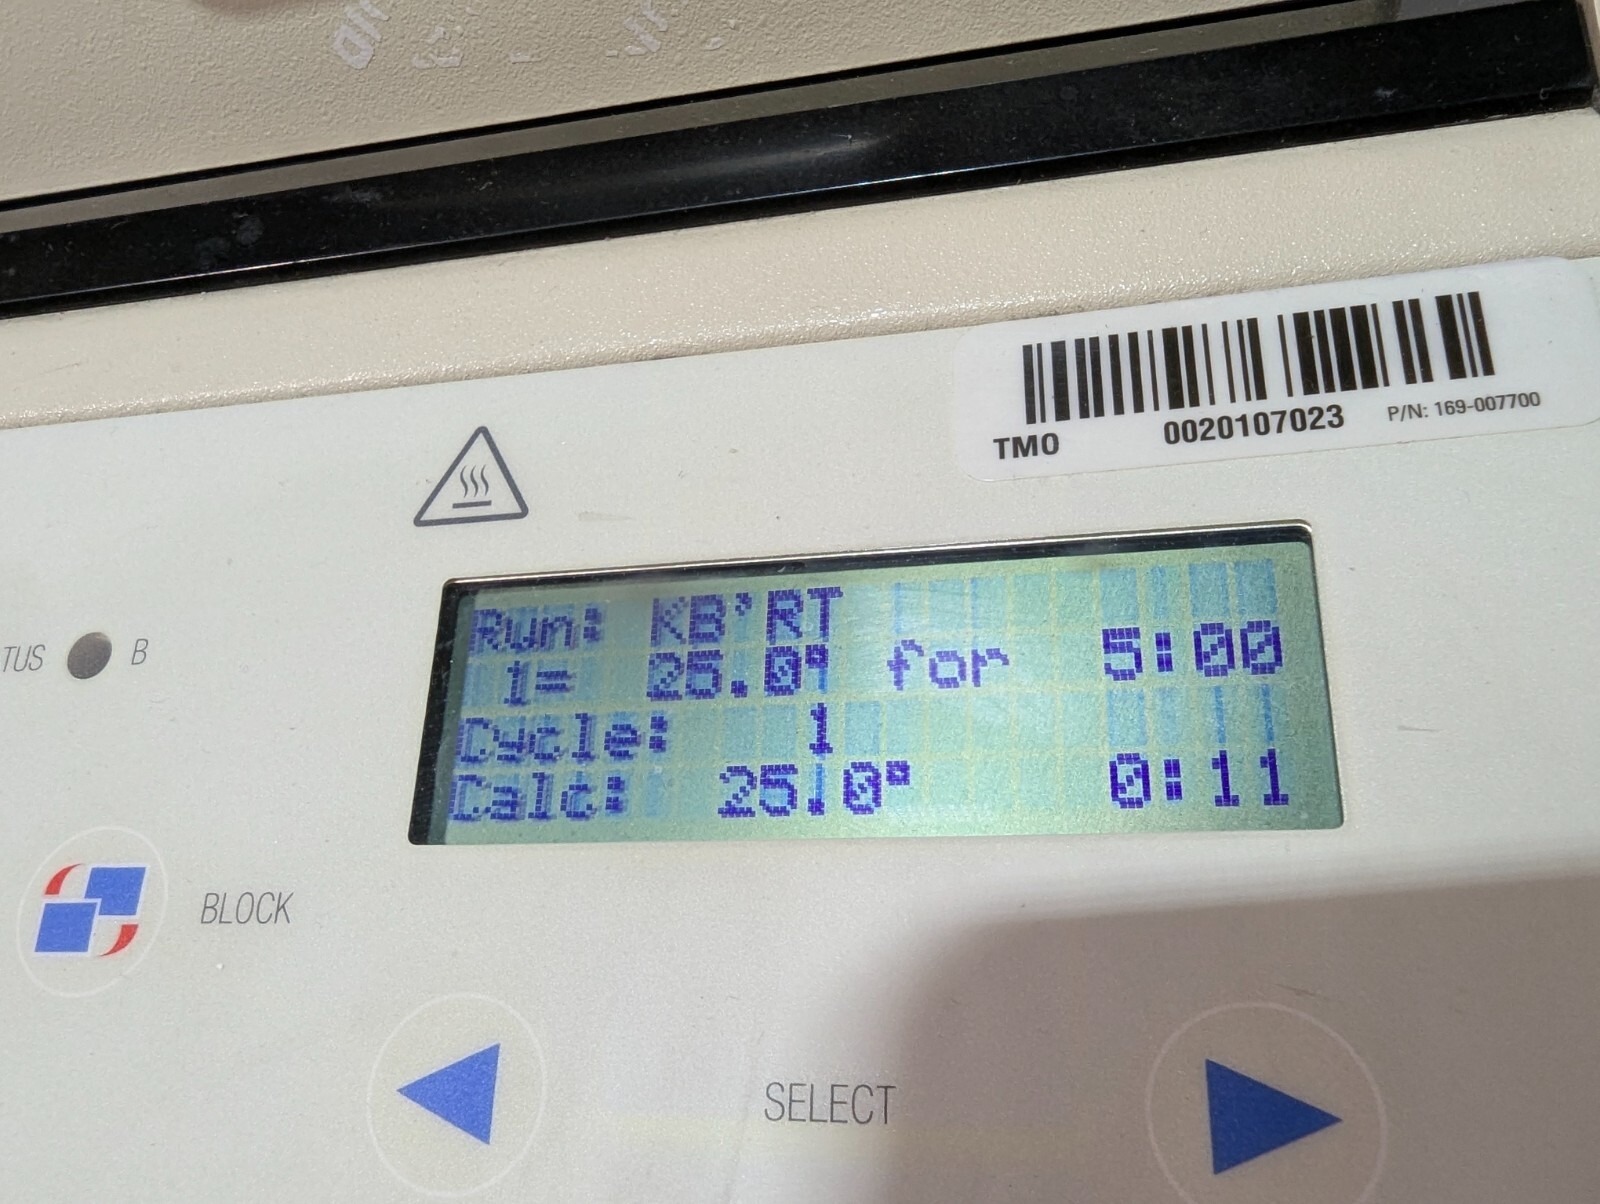 TMO 0020107023 P/N: 169-007700
Run: KB'RT
1= 25.0° for 5:00
Cycle: 1
Calc: 25.0° 0:11
TUS B
BLOCK
SELECT